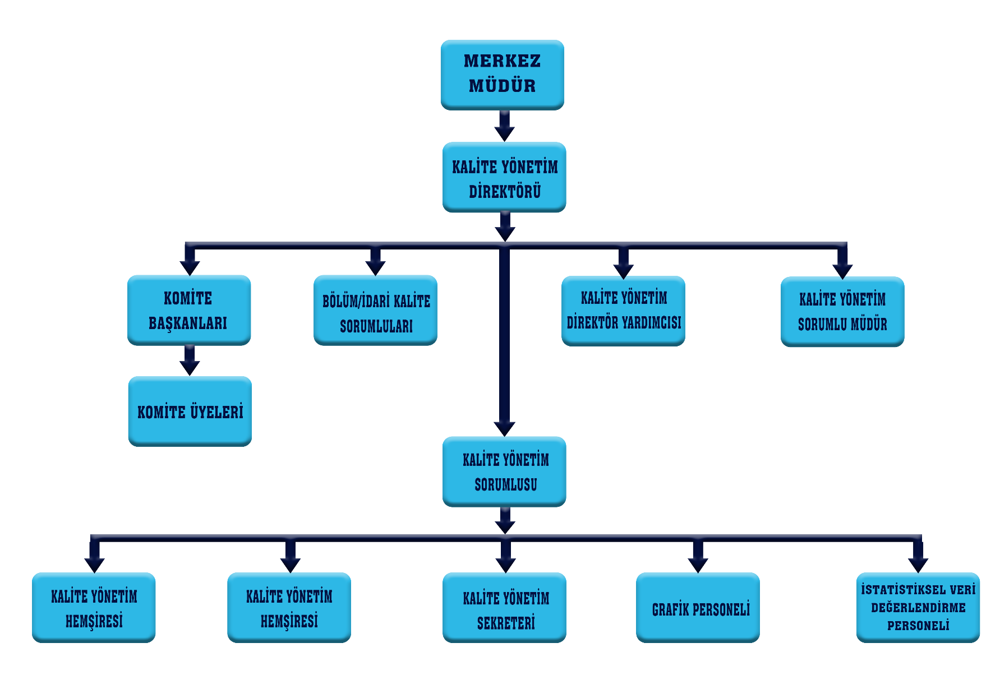 MERKEZ
MÜDÜR
KALİTE YÖNETİM
DİREKTÖRÜ
KOMİTE
BAŞKANLARI
BÖLÜM/İDARİ KALİTE
SORUMLULARI
KALİTE YÖNETİM
DİREKTÖR YARDIMCISI
KALİTE YÖNETİM
SORUMLU MÜDÜR
KOMİTE ÜYELERİ
KALİTE YÖNETİM
SORUMLUSU
KALİTE YÖNETİM
HEMŞİRESİ
KALİTE YÖNETİM
HEMŞİRESİ
KALİTE YÖNETİM
SEKRETERİ
GRAFİK PERSONELİ
İSTATİSTİKSEL VERİ
DEĞERLENDİRME
PERSONELİ